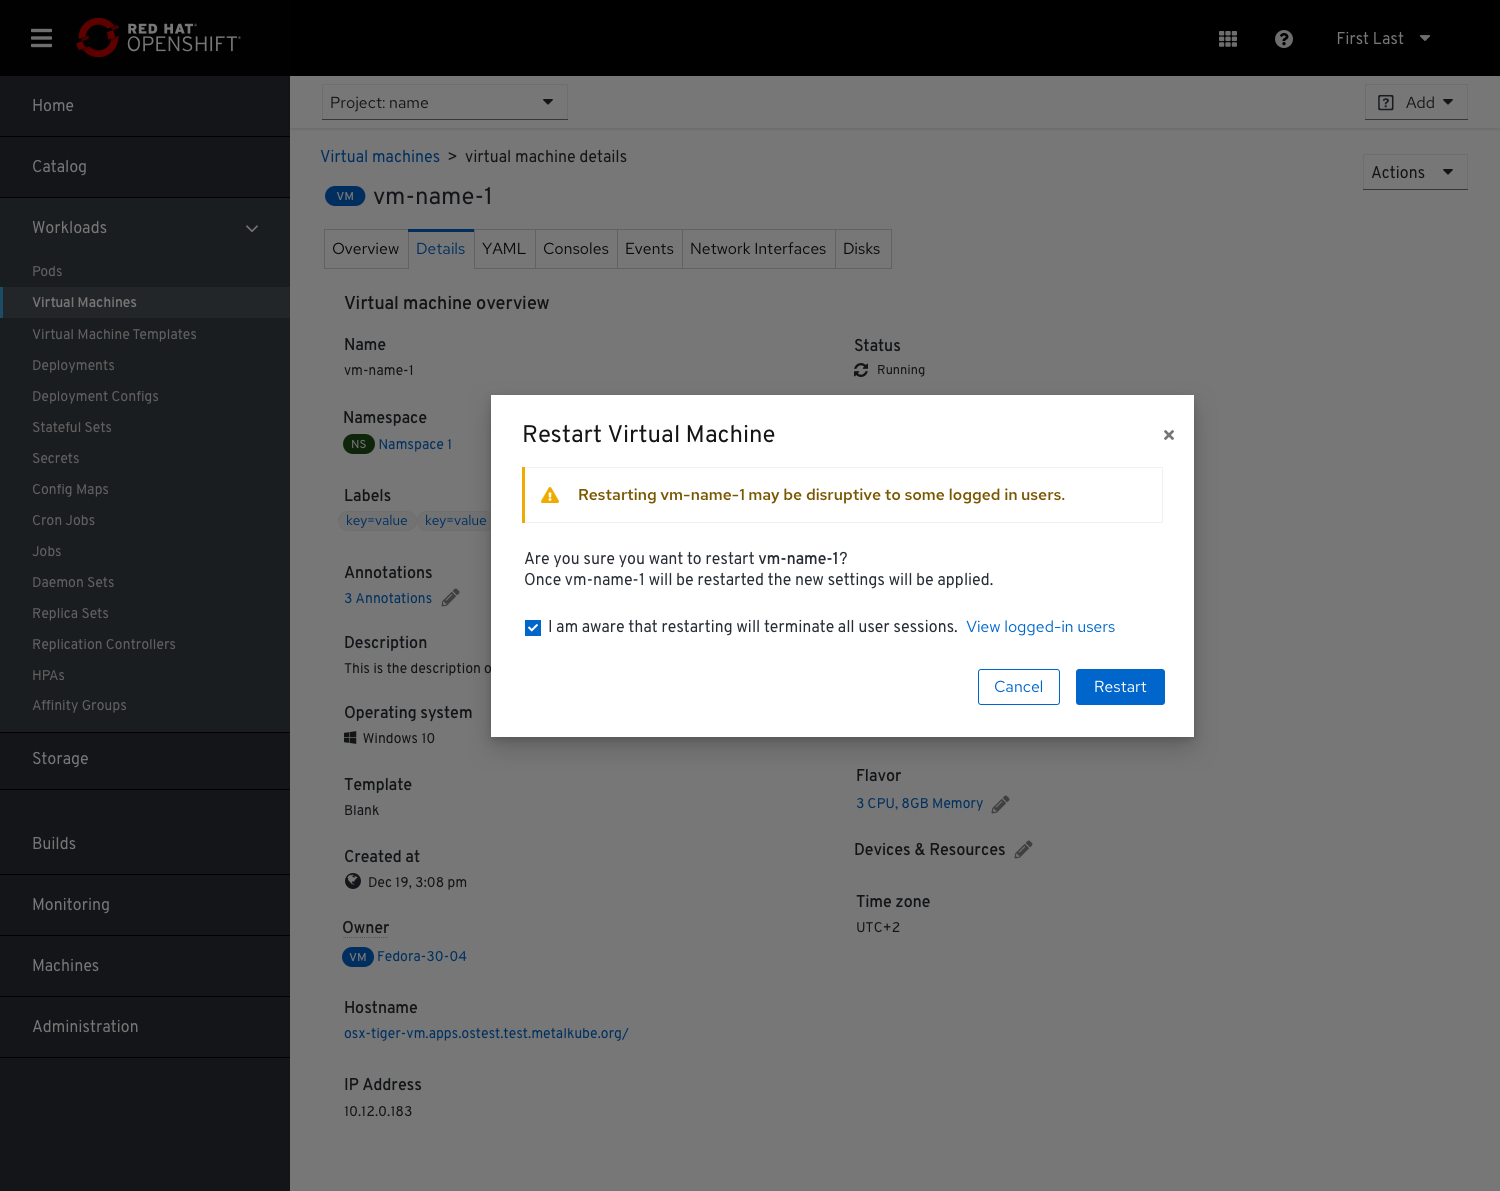 RED HAT
OPENSHIFT
First Last
Home
Catalog
Workloads
Pods
Virtual Machines
Virtual Machine Templates
Deployments
Deployment Configs
Stateful Sets
Secrets
Config Maps
Cron Jobs
Jobs
Daemon Sets
Replica Sets
Replication Controllers
HPAs
Affinity Groups
Storage
Builds
Monitoring
Machines
Administration
Project: name
Add
Virtual machines > virtual machine details
Actions
VM vm-name-1
Overview Details YAML Consoles Events Network Interfaces Disks
Virtual machine overview
Name
vm-name-1
Status
Running
Namespace
NS Namspace 1
Labels
key=value key=value
Annotations
3 Annotations
Description
This is the description o
Operating system
Windows 10
Template
Blank
Created at
Dec 19, 3:08 pm
Owner
VM Fedora-30-04
Hostname
osx-tiger-vm.apps.ostest.test.metalkube.org/
IP Address
10.12.0.183
Flavor
3 CPU, 8GB Memory
Devices & Resources
Time zone
UTC+2
Restart Virtual Machine
Restarting vm-name-1 may be disruptive to some logged in users.
Are you sure you want to restart vm-name-1?
Once vm-name-1 will be restarted the new settings will be applied.
I am aware that restarting will terminate all user sessions. View logged-in users
Cancel
Restart